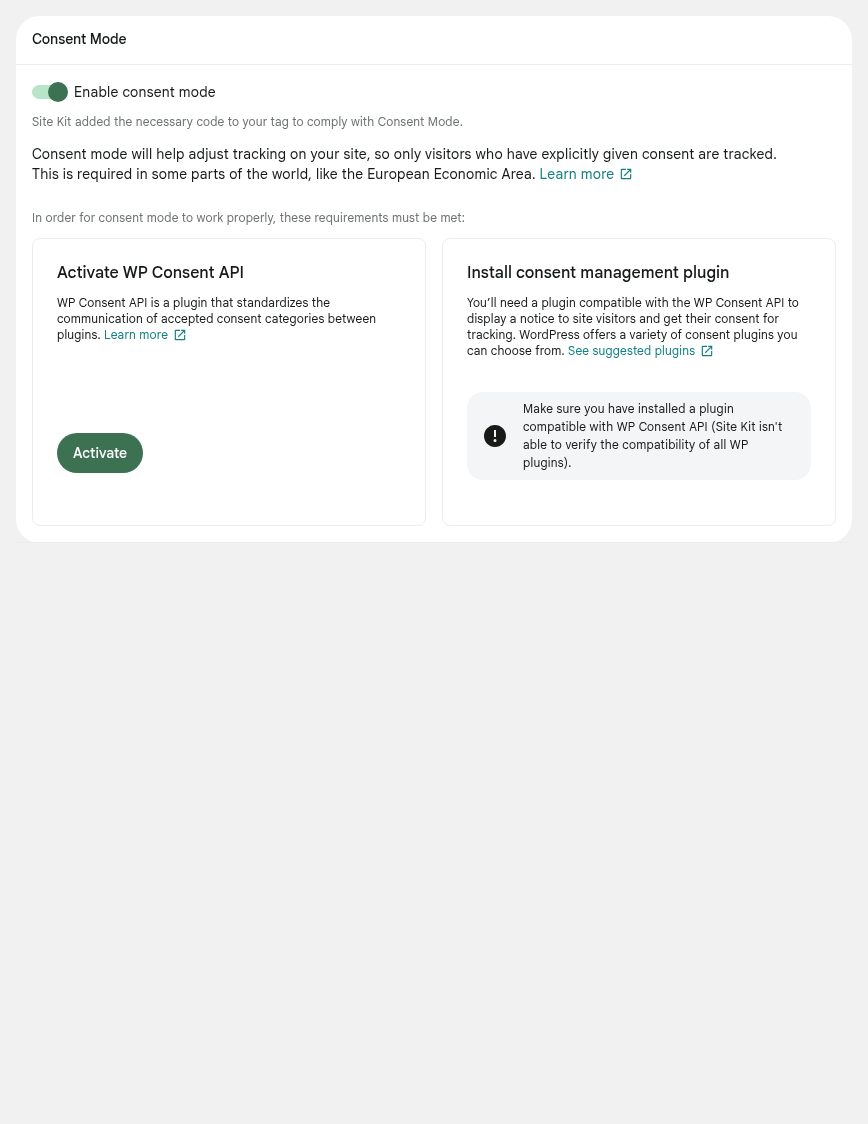 Consent Mode
Enable consent mode
Site Kit added the necessary code to your tag to comply with Consent Mode.
Consent mode will help adjust tracking on your site, so only visitors who have explicitly given consent are tracked.
This is required in some parts of the world, like the European Economic Area. Learn more
In order for consent mode to work properly, these requirements must be met:
Activate WP Consent API
WP Consent API is a plugin that standardizes the
communication of accepted consent categories between
plugins. Learn more
Activate
Install consent management plugin
You’ll need a plugin compatible with the WP Consent API to
display a notice to site visitors and get their consent for
tracking. WordPress offers a variety of consent plugins you
can choose from. See suggested plugins
Make sure you have installed a plugin
compatible with WP Consent API (Site Kit isn't
able to verify the compatibility of all WP
plugins).